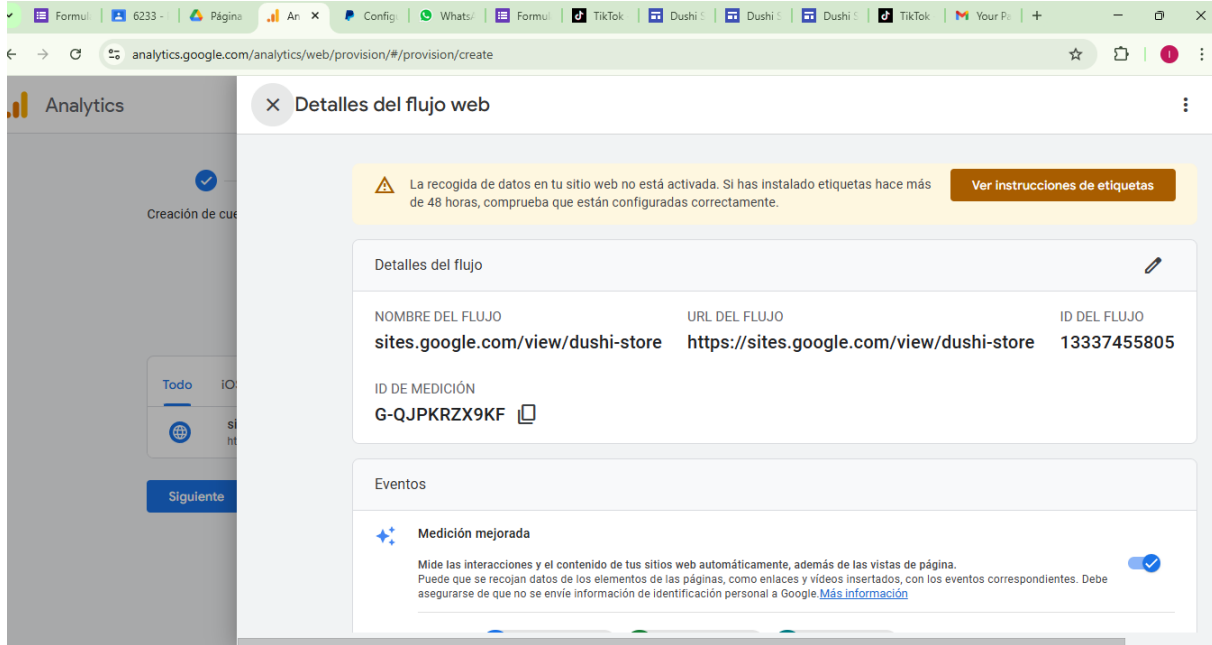 Formul 6233 - Página An Config Whats Formul TikTok Dushi S Dushi S Dushi S TikTok Your Pa
analytics.google.com/analytics/web/provision/#/provision/create
I
Analytics
Detalles del flujo web
La recogida de datos en tu sitio web no está activada. Si has instalado etiquetas hace más
de 48 horas, comprueba que están configuradas correctamente.
Ver instrucciones de etiquetas
Creación de cue
Detalles del flujo
NOMBRE DEL FLUJO URL DEL FLUJO ID DEL FLUJO
sites.google.com/view/dushi-store https://sites.google.com/view/dushi-store 13337455805
ID DE MEDICIÓN
G-QJPKRZX9KF
Todo iO
si
ht
Siguiente
Eventos
Medición mejorada
Mide las interacciones y el contenido de tus sitios web automáticamente, además de las vistas de página.
Puede que se recojan datos de los elementos de las páginas, como enlaces y vídeos insertados, con los eventos correspondientes. Debe
asegurarse de que no se envíe información de identificación personal a Google.Más información